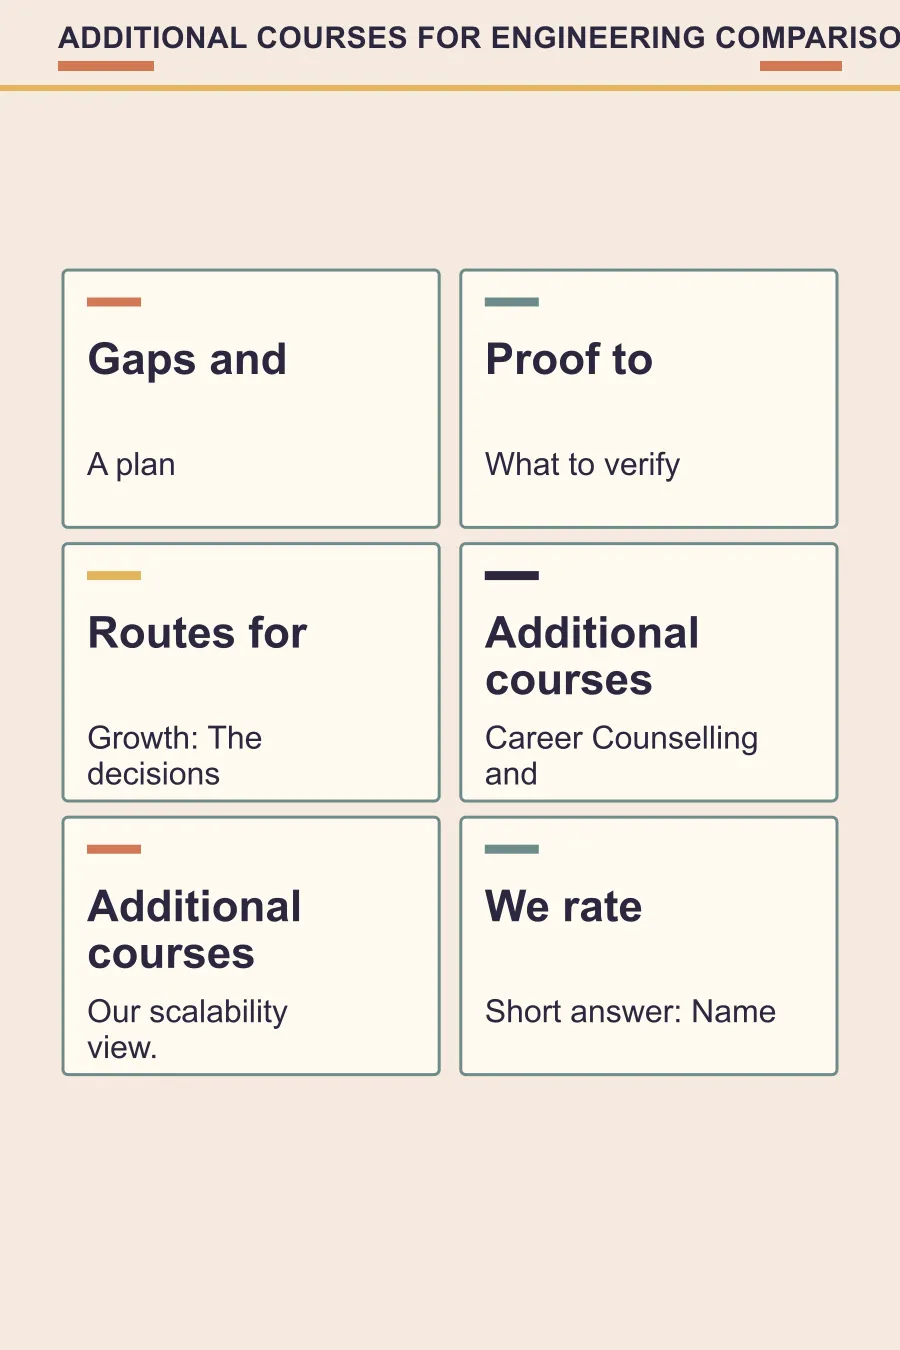 ADDITIONAL COURSES FOR ENGINEERING COMPARISO
Gaps and
A plan
Proof to
What to verify
Routes for
Growth: The
decisions
Additional
courses
Career Counselling
and
Additional
courses
Our scalability
view.
We rate
Short answer: Name